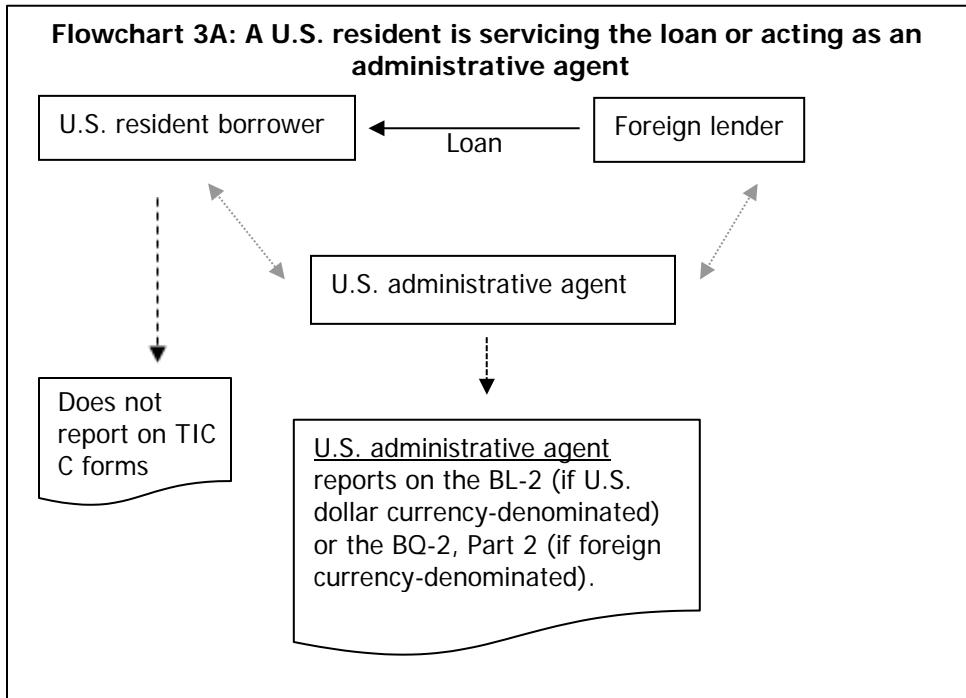 Flowchart 3A: A U.S. resident is servicing the loan or acting as an
administrative agent
U.S. resident borrower
Foreign lender
Loan
U.S. administrative agent
Does not
report on TIC
C forms
U.S. administrative agent
reports on the BL-2 (if U.S.
dollar currency-denominated)
or the BQ-2, Part 2 (if foreign
currency-denominated).